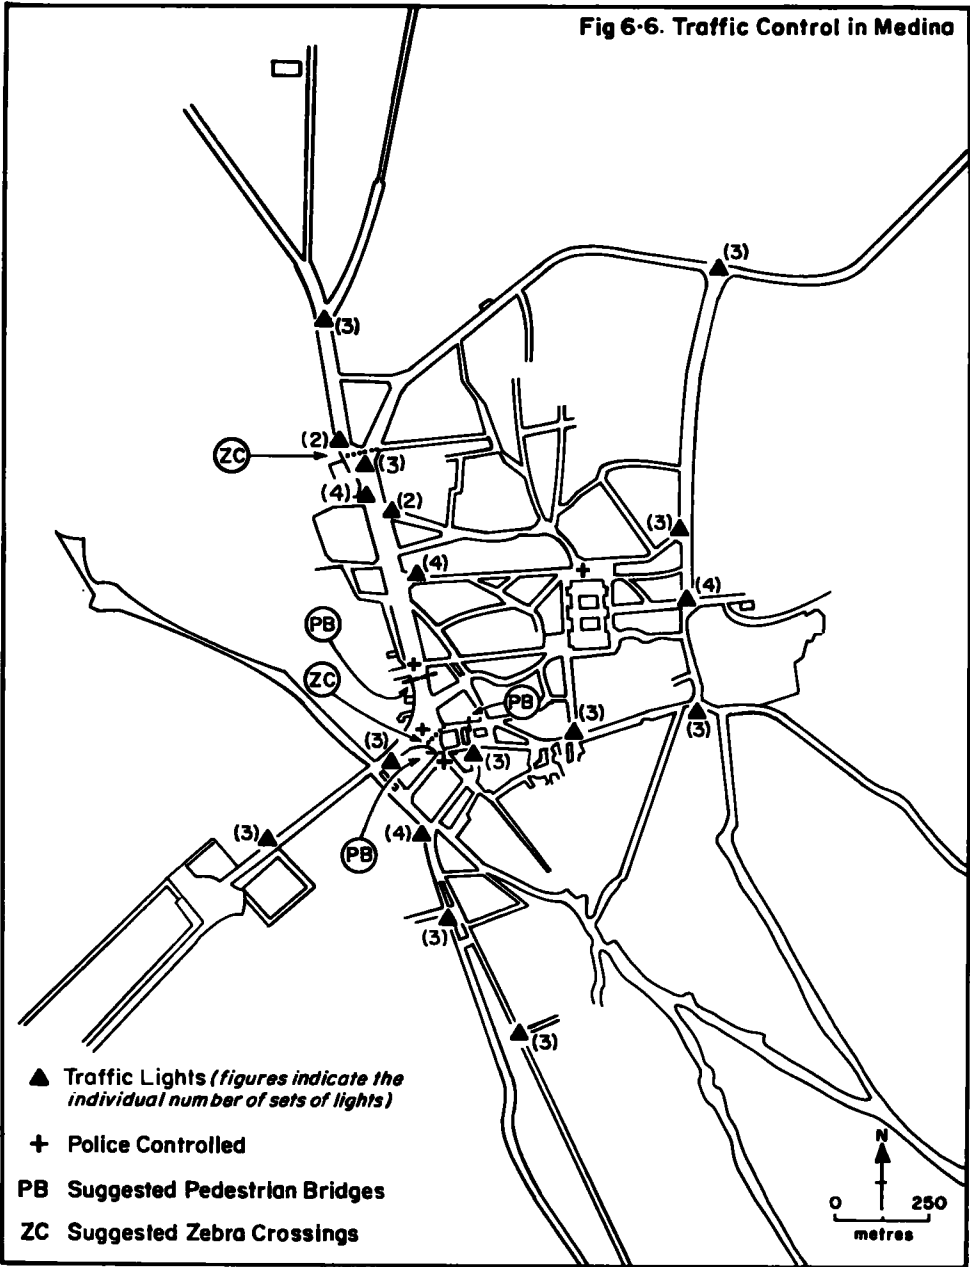 Fig 6·6. Traffic Control in Medina
(3)
(3)
(2)
ZC
(3)
(4)
(2)
(3)
(4)
(4)
PB
ZC
PB
(3)
(3)
(3)
(3)
(3)
(4)
PB
(3)
(3)
(3)
▲ Traffic Lights (figures indicate the
individual number of sets of lights)
+ Police Controlled
PB Suggested Pedestrian Bridges
ZC Suggested Zebra Crossings
N
0 250
metres